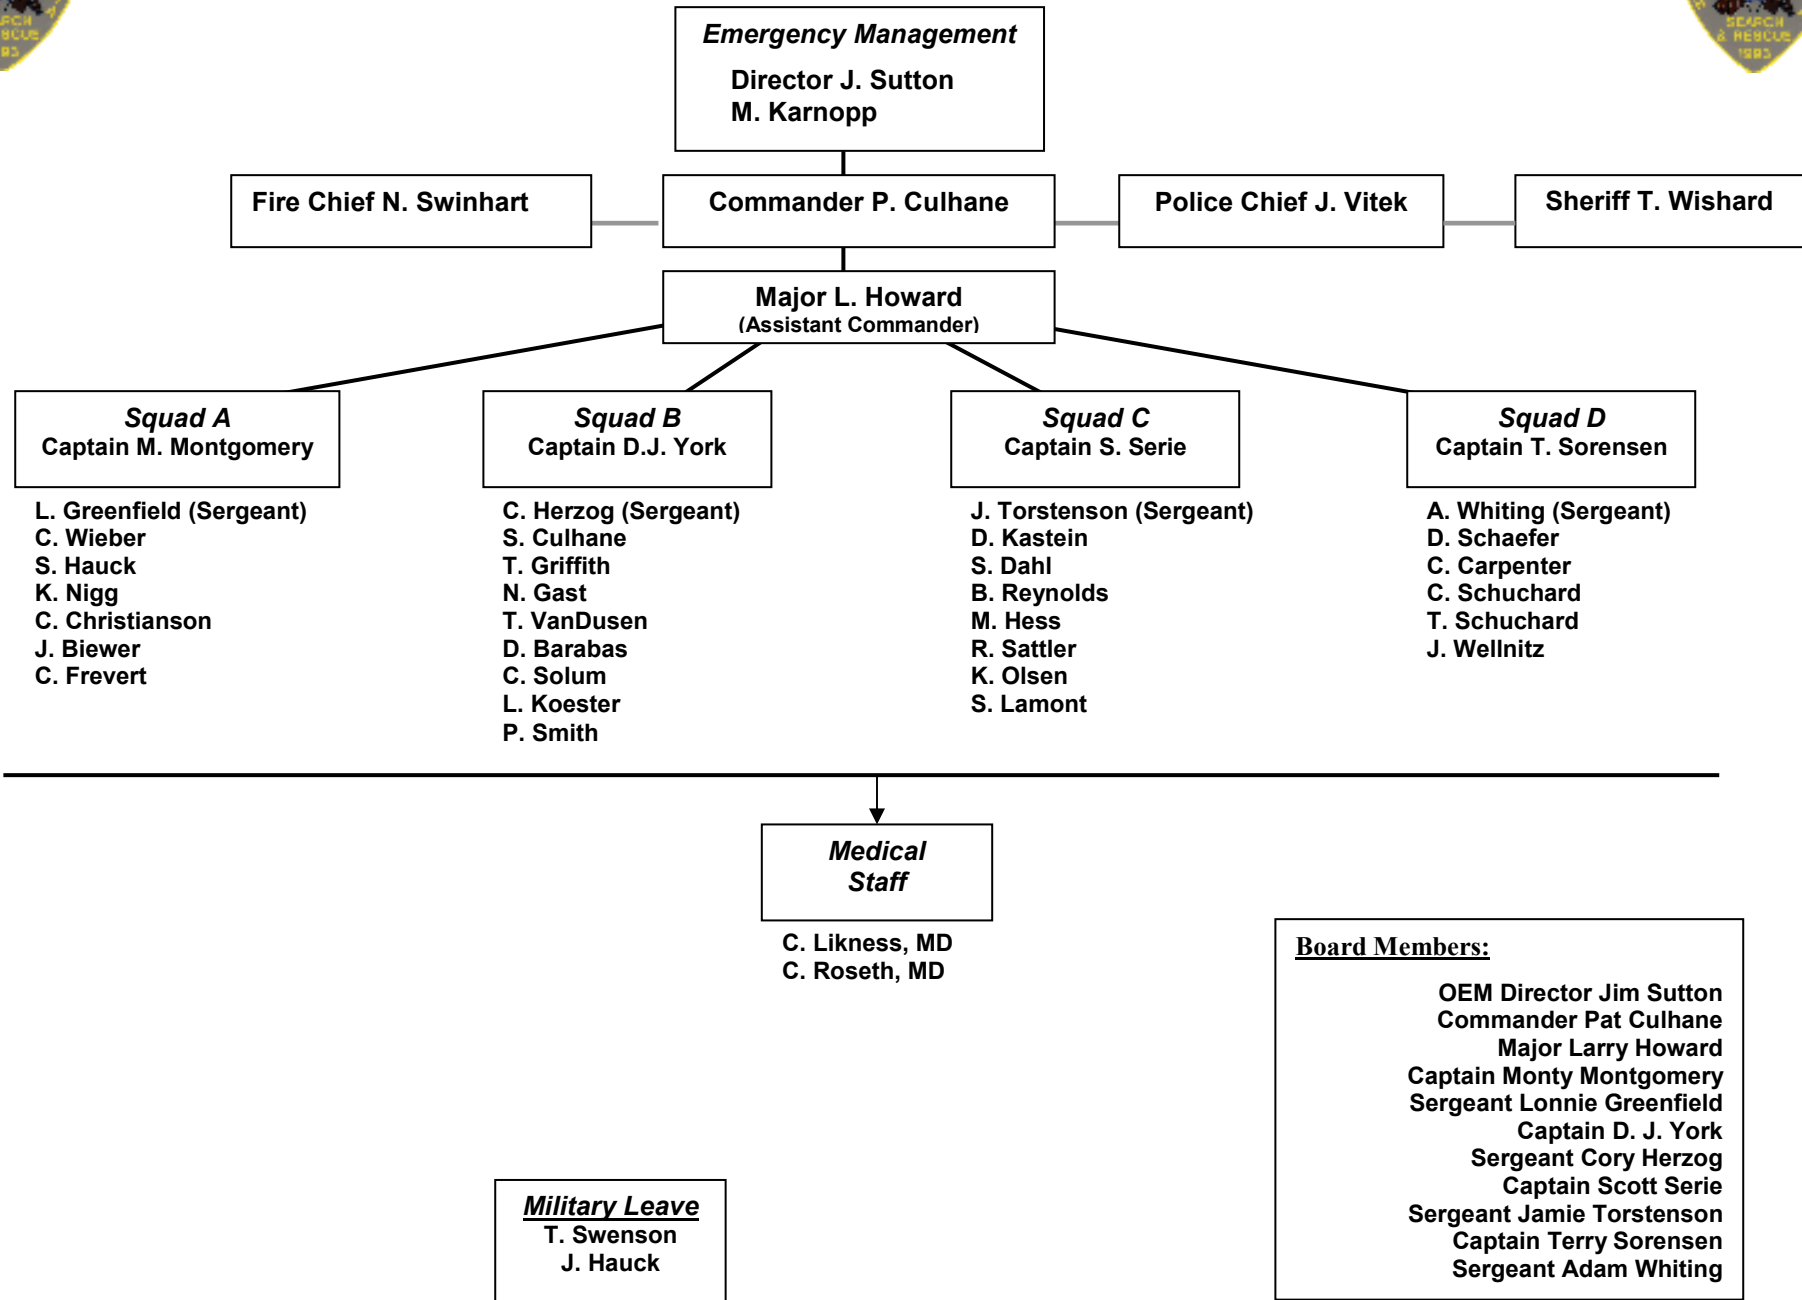 SEARCH
& RESCUE
1993
Emergency Management
Director J. Sutton
M. Karnopp
Fire Chief N. Swinhart
Commander P. Culhane
Police Chief J. Vitek
Sheriff T. Wishard
Major L. Howard
(Assistant Commander)
Squad A
Captain M. Montgomery
L. Greenfield (Sergeant)
C. Wieber
S. Hauck
K. Nigg
C. Christianson
J. Biewer
C. Frevert
Squad B
Captain D.J. York
C. Herzog (Sergeant)
S. Culhane
T. Griffith
N. Gast
T. VanDusen
D. Barabas
C. Solum
L. Koester
P. Smith
Squad C
Captain S. Serie
J. Torstenson (Sergeant)
D. Kastein
S. Dahl
B. Reynolds
M. Hess
R. Sattler
K. Olsen
S. Lamont
Squad D
Captain T. Sorensen
A. Whiting (Sergeant)
D. Schaefer
C. Carpenter
C. Schuchard
T. Schuchard
J. Wellnitz
Medical
Staff
C. Likness, MD
C. Roseth, MD
Board Members:
OEM Director Jim Sutton
Commander Pat Culhane
Major Larry Howard
Captain Monty Montgomery
Sergeant Lonnie Greenfield
Captain D. J. York
Sergeant Cory Herzog
Captain Scott Serie
Sergeant Jamie Torstenson
Captain Terry Sorensen
Sergeant Adam Whiting
Military Leave
T. Swenson
J. Hauck